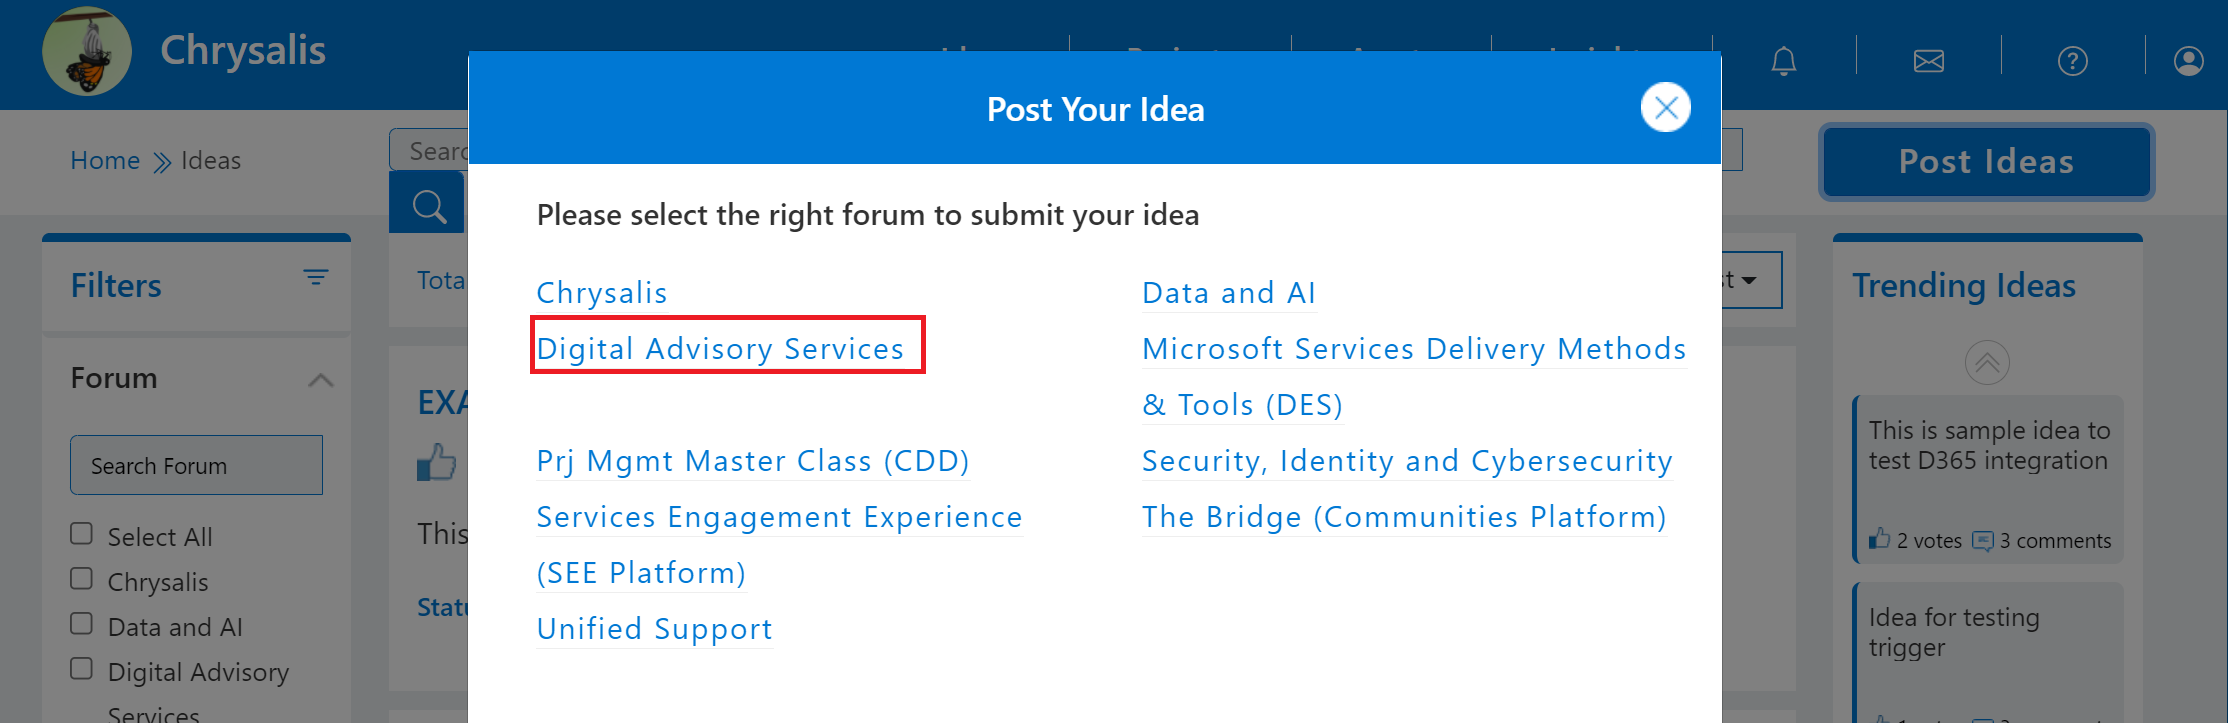 Chrysalis
Post Your Idea
Home Ideas
Post Ideas
Please select the right forum to submit your idea
Filters
Chrysalis
Data and AI
Trending Ideas
Digital Advisory Services
Microsoft Services Delivery Methods
& Tools (DES)
Forum
Search Forum
Prj Mgmt Master Class (CDD)
Security, Identity and Cybersecurity
This is sample idea to
test D365 integration
Services Engagement Experience
The Bridge (Communities Platform)
(SEE Platform)
2 votes 3 comments
Select All
This
Chrysalis
Data and AI
Unified Support
Idea for testing
trigger
Digital Advisory
Services